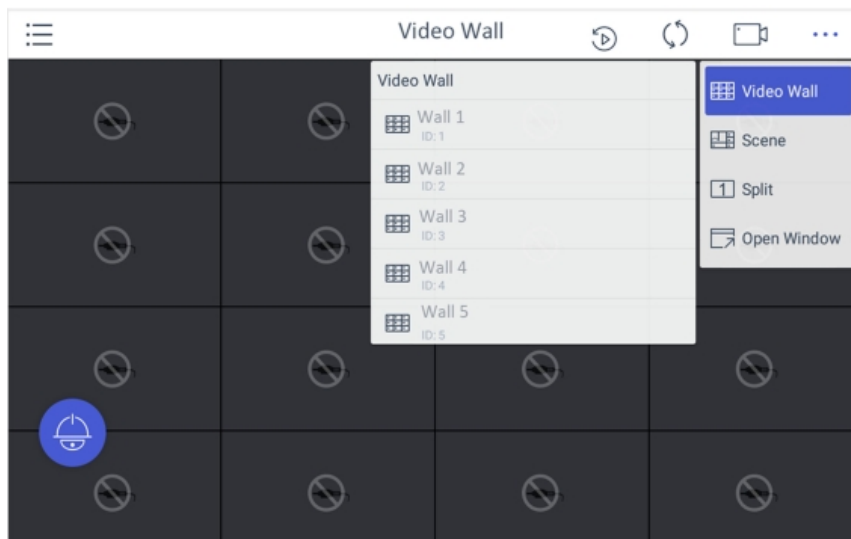 Video Wall
Video Wall
Wall 1
ID: 1
Wall 2
ID: 2
Wall 3
ID: 3
Wall 4
ID: 4
Wall 5
ID: 5
Video Wall
Scene
1 Split
Open Window